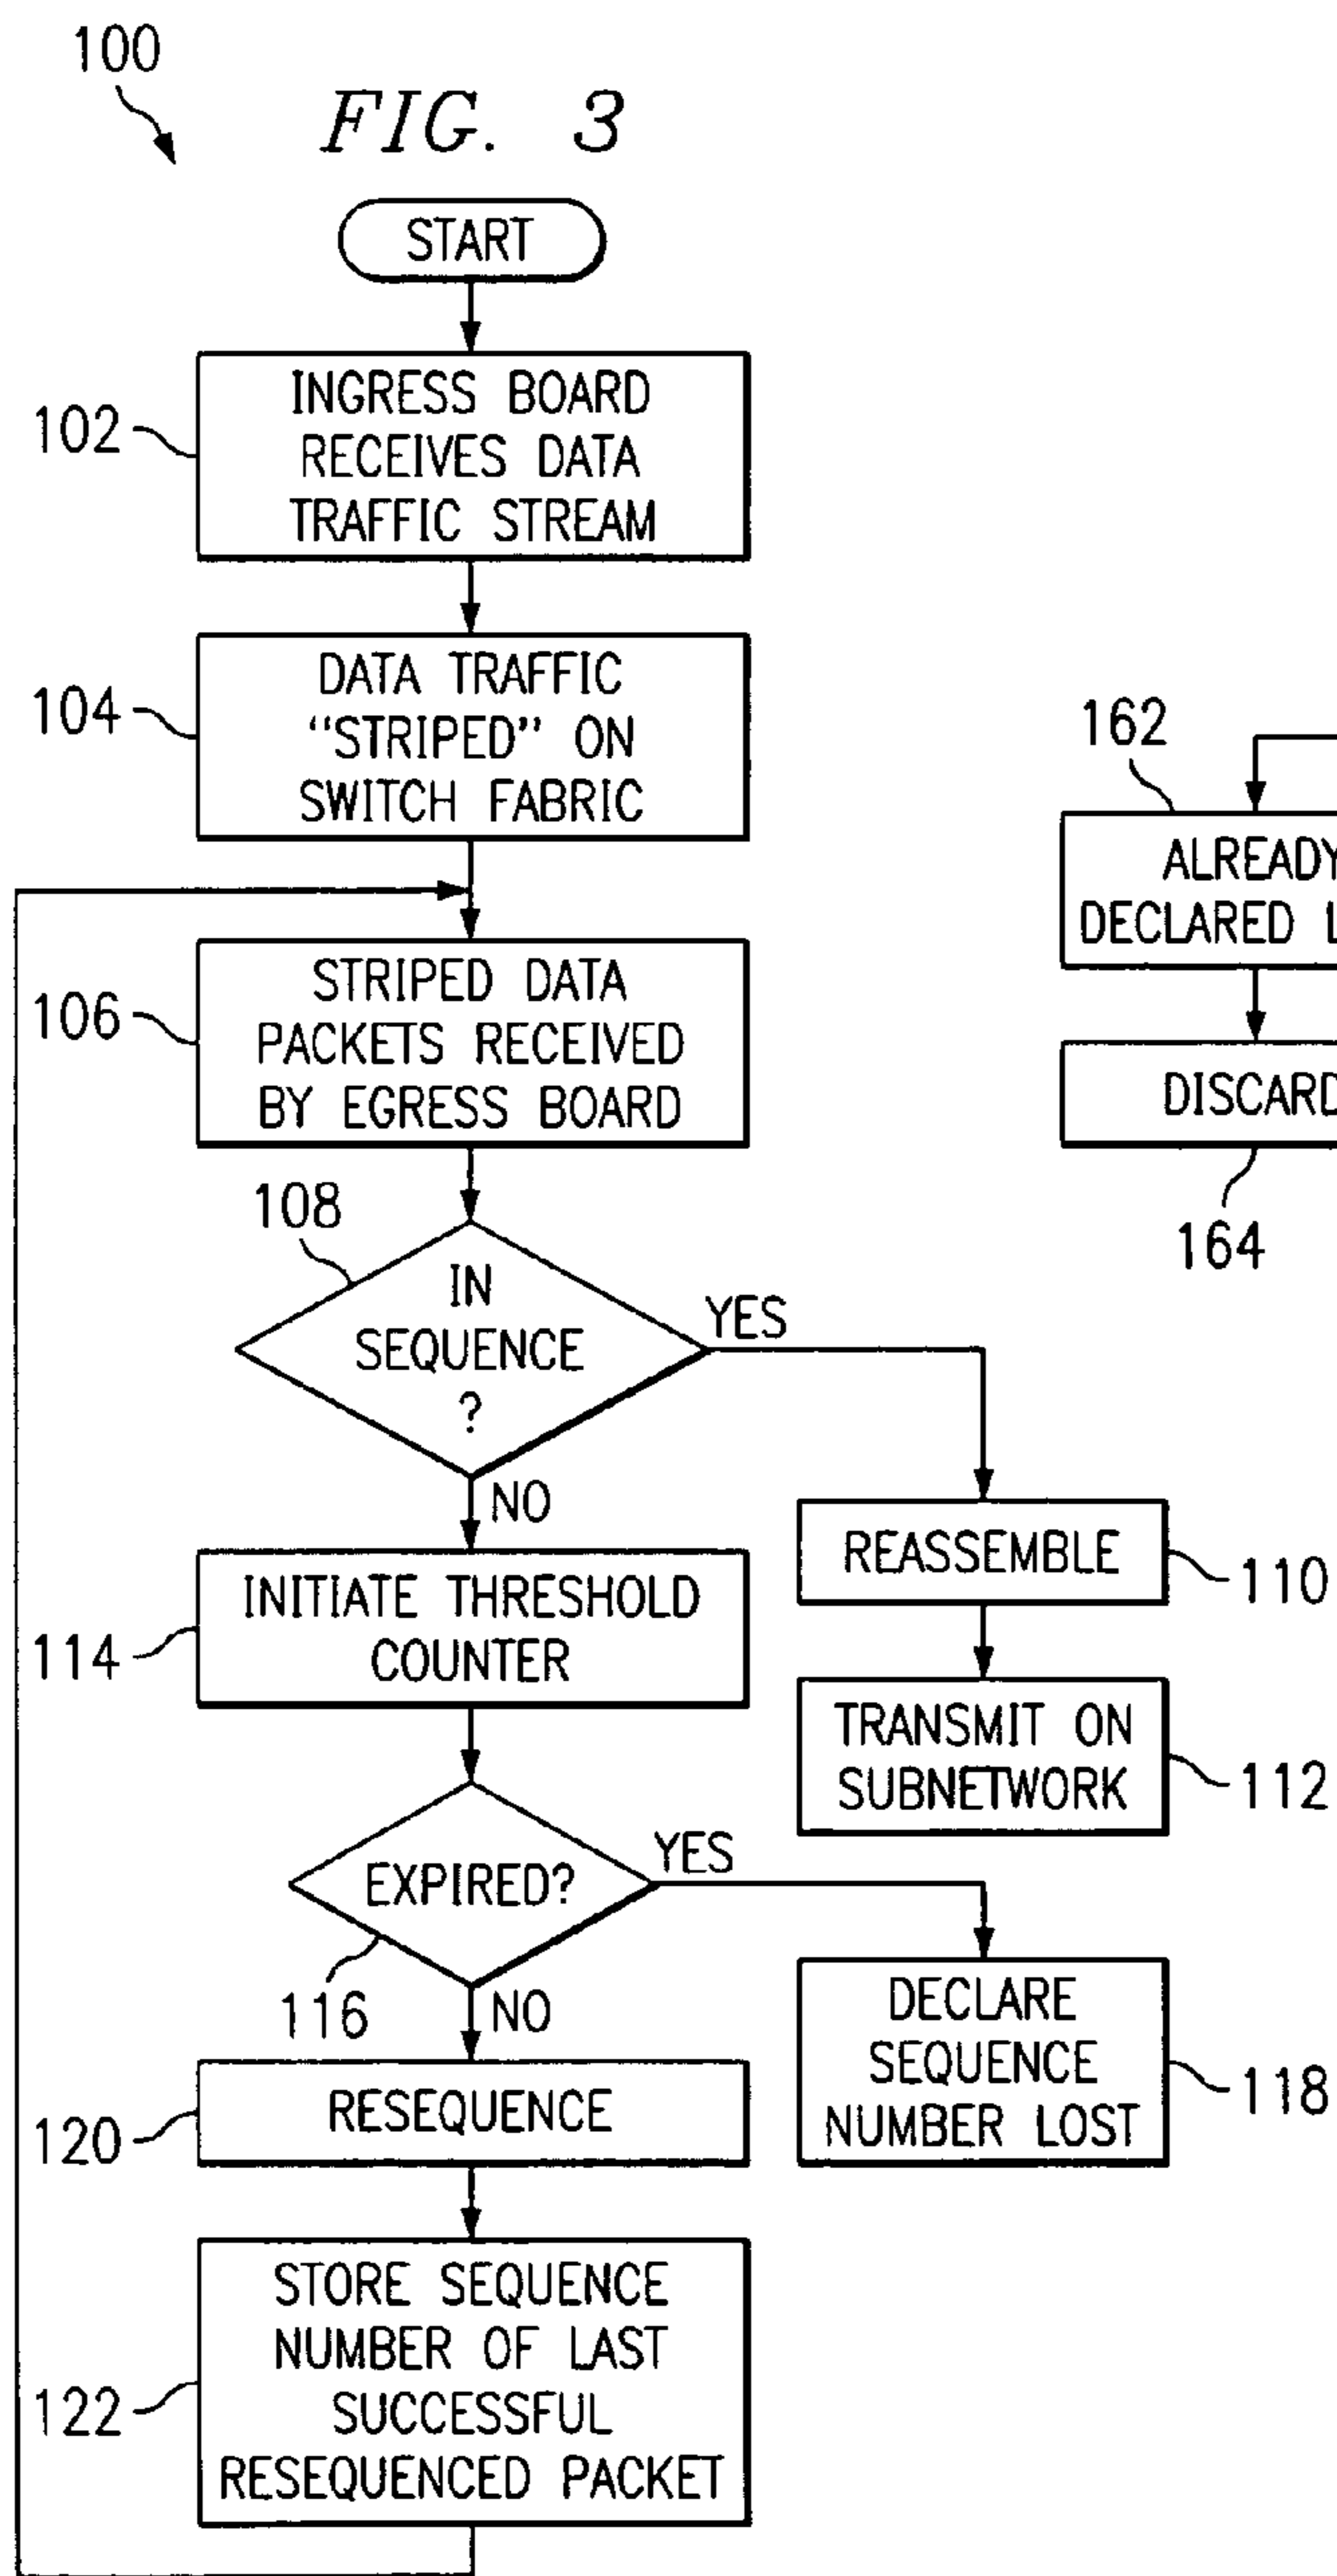 100
FIG. 3
START
102
INGRESS BOARD
RECEIVES DATA
TRAFFIC STREAM
104
DATA TRAFFIC
“STRIPED” ON
SWITCH FABRIC
106
STRIPED DATA
PACKETS RECEIVED
BY EGRESS BOARD
108
IN
SEQUENCE
?
YES
NO
REASSEMBLE
110
TRANSMIT ON
SUBNETWORK
112
114
INITIATE THRESHOLD
COUNTER
EXPIRED?
116
YES
NO
DECLARE
SEQUENCE
NUMBER LOST
118
120
RESEQUENCE
122
STORE SEQUENCE
NUMBER OF LAST
SUCCESSFUL
RESEQUENCED PACKET
162
ALREADY
DECLARED L
DISCARD
164